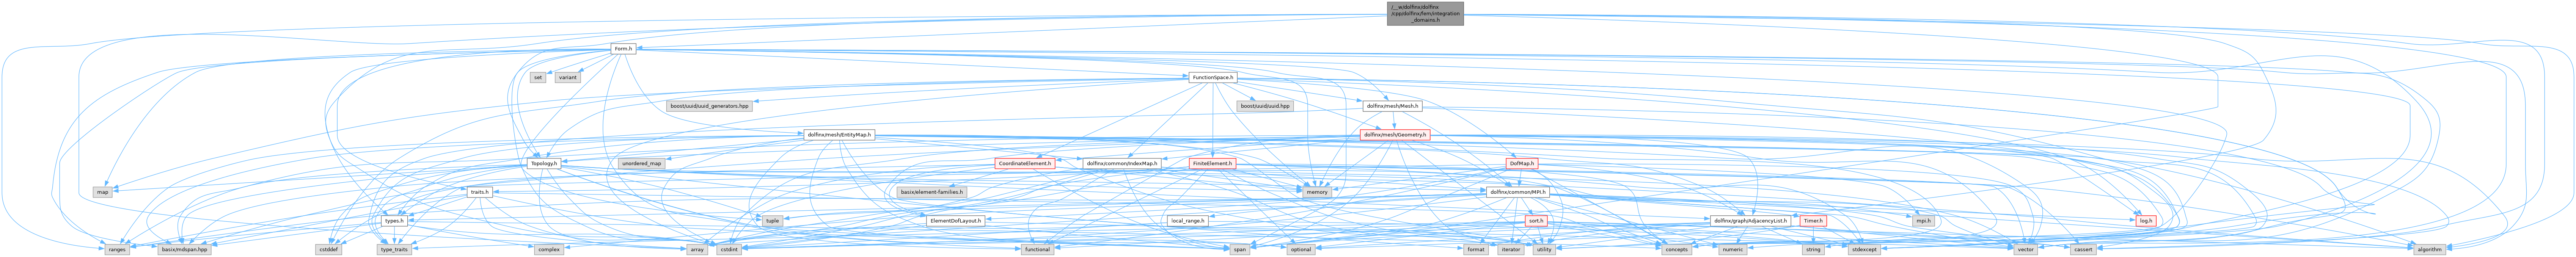 /__w/dolfinx/dolfinx
/cpp/dolfinx/fem/integration
_domains.h
Form.h
set
variant
FunctionSpace.h
boost/uuid/uuid_generators.hpp
boost/uuid/uuid.hpp
dolfinx/mesh/Mesh.h
dolfinx/mesh/EntityMap.h
dolfinx/mesh/Geometry.h
Topology.h
unordered_map
CoordinateElement.h
dolfinx/common/IndexMap.h
FiniteElement.h
DofMap.h
map
traits.h
basix/element-families.h
memory
dolfinx/common/MPI.h
types.h
tuple
ElementDofLayout.h
local_range.h
sort.h
dolfinx/graph/AdjacencyList.h
Timer.h
mpi.h
log.h
ranges
basix/mdspan.hpp
cstddef
type_traits
complex
array
cstdint
functional
span
optional
format
iterator
utility
concepts
numeric
string
stdexcept
vector
cassert
algorithm